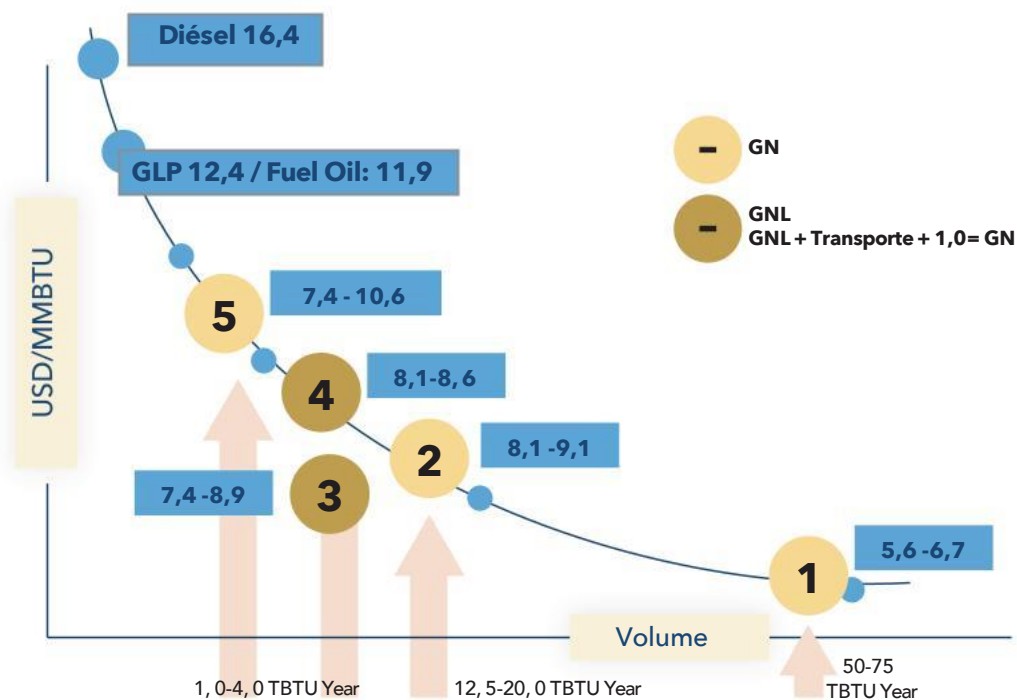 Diésel 16,4
GLP 12,4 / Fuel Oil: 11,9
-
GN
-
GNL
GNL + Transporte + 1,0= GN
USD/MMBTU
5
7,4 - 10,6
4
8,1-8,6
2
8,1 -9,1
3
7,4 -8,9
1
5,6 -6,7
Volume
1, 0-4, 0 TBTU Year
12, 5-20, 0 TBTU Year
50-75
TBTU Year